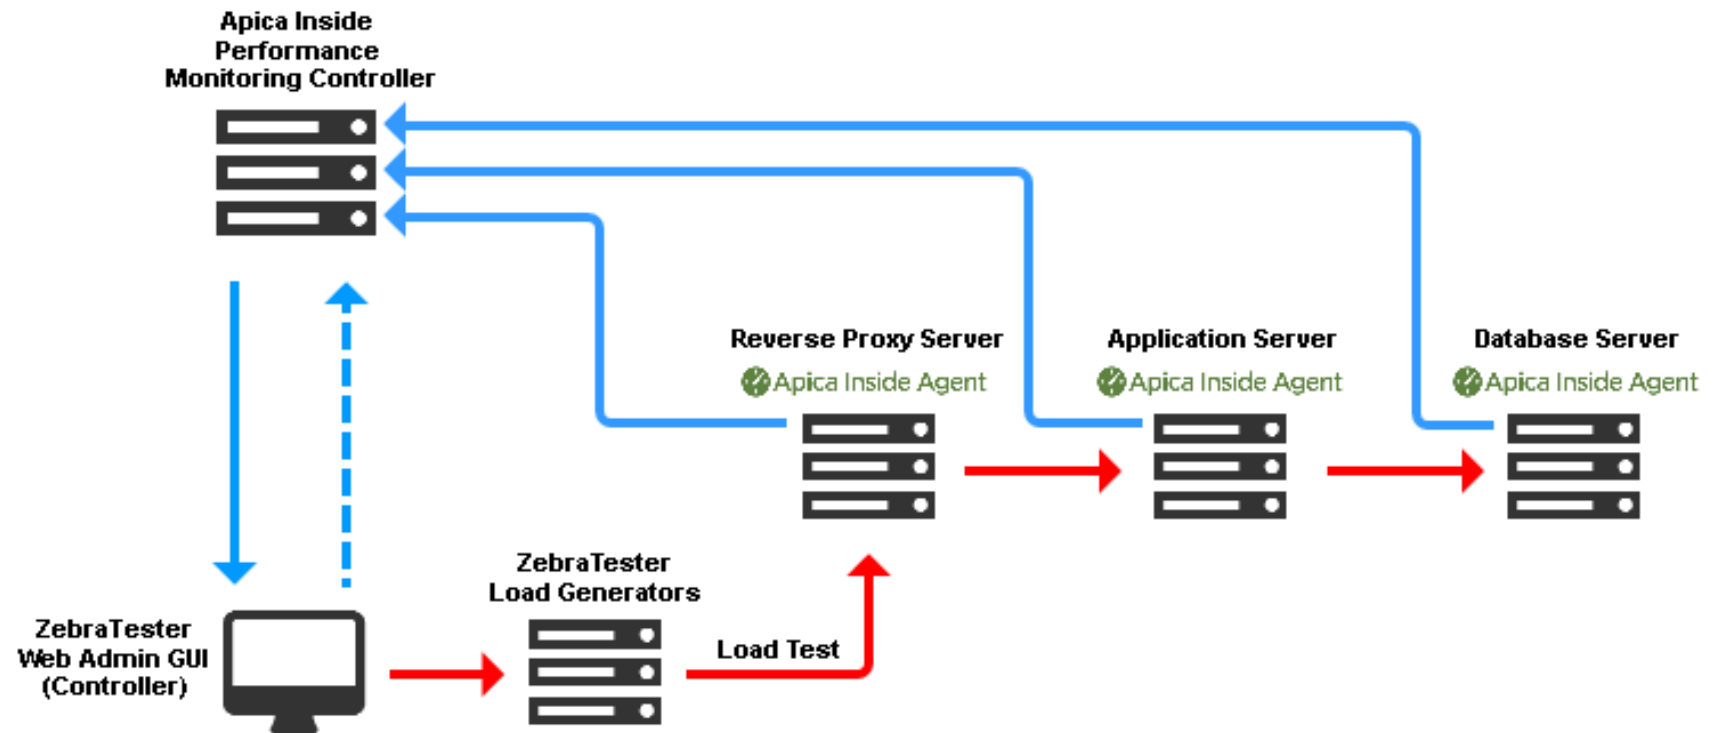 Apica Inside
Performance
Monitoring Controller
Reverse Proxy Server
Apica Inside Agent
Application Server
Apica Inside Agent
Database Server
Apica Inside Agent
ZebraTester
Load Generators
Load Test
ZebraTester
Web Admin GUI
(Controller)